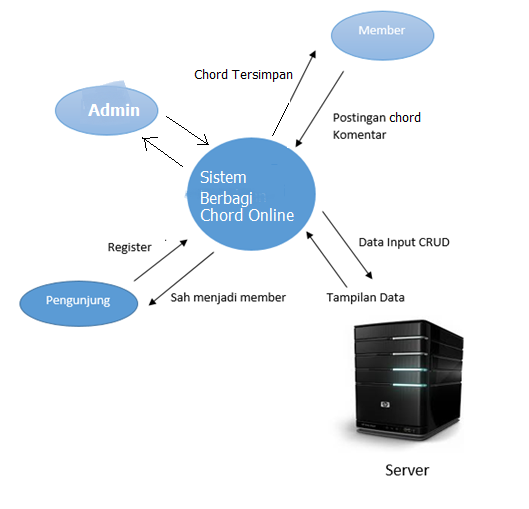 Member
Chord Tersimpan
Admin
Postingan chord
Komentar
Sistem
Berbagi
Chord Online
Register
Data Input CRUD
Pengunjung
Sah menjadi member
Tampilan Data
hp
Server